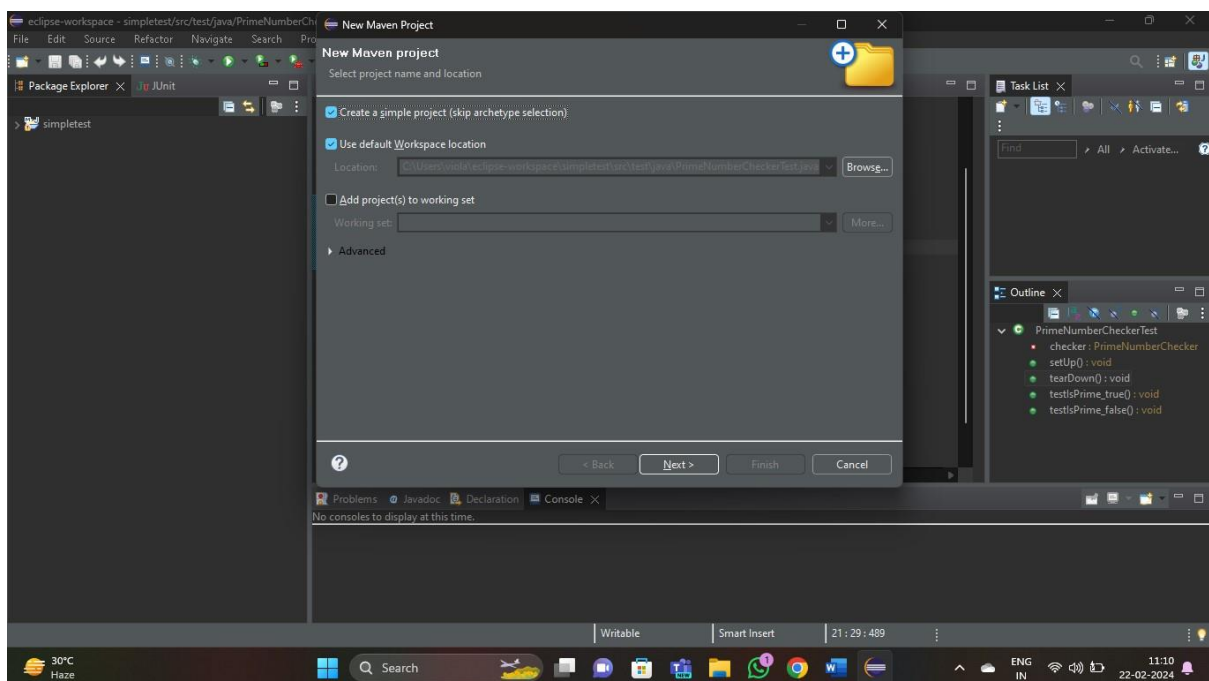 eclipse-workspace - simpletest/src/test/java/PrimeNumberCh
File Edit Source Refactor Navigate Search Pro
Package Explorer
JUnit
simpletest
New Maven Project
New Maven project
Select project name and location
Create a simple project (skip archetype selection)
Use default Workspace location
Location: C:\Users\viola\eclipse-workspace\simpletest\src\test\java\PrimeNumberCheckerTest.java Browse...
Add project(s) to working set
Working set: More...
Advanced
? < Back Next > Finish Cancel
Task List
Find All Activate... ?
Outline
PrimeNumberCheckerTest
checker : PrimeNumberChecker
setUp() : void
tearDown() : void
testIsPrime_true() : void
testIsPrime_false() : void
Problems @ Javadoc Declaration Console
No consoles to display at this time.
Writable Smart Insert 21 : 29 : 489
30°C
Haze
Search
1
ENG
IN
11:10
22-02-2024